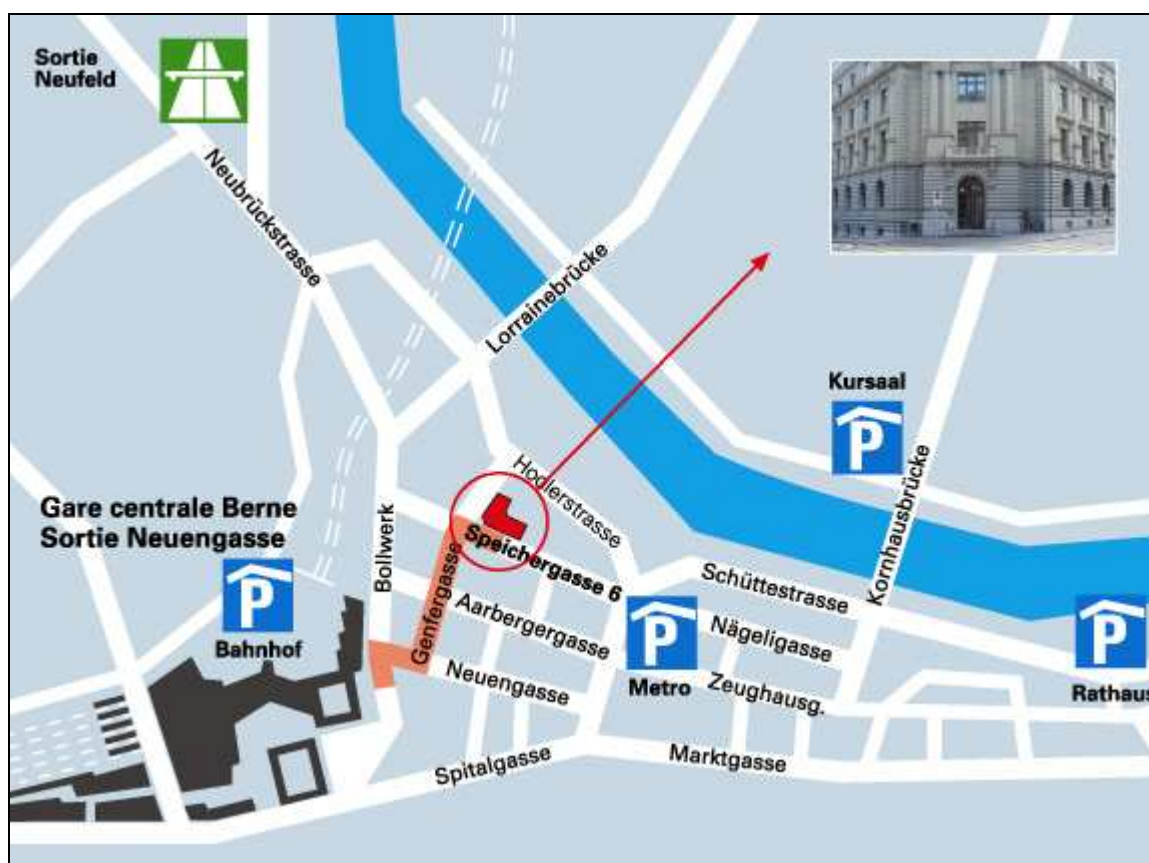 Sortie
Neufeld
Neubrückstrasse
Lorrainebrücke
Kursaal
P
Kornhausbrücke
Hodlerstrasse
Gare centrale Berne
Sortie Neuengasse
P
Bahnhof
Bollwerk
Genfergasse
Speichergasse 6
Aarbergergasse
Neuengasse
Schüttestrasse
Nägeligasse
P
Metro
Zeughausg.
P
Rathaus
Spitalgasse
Marktgasse